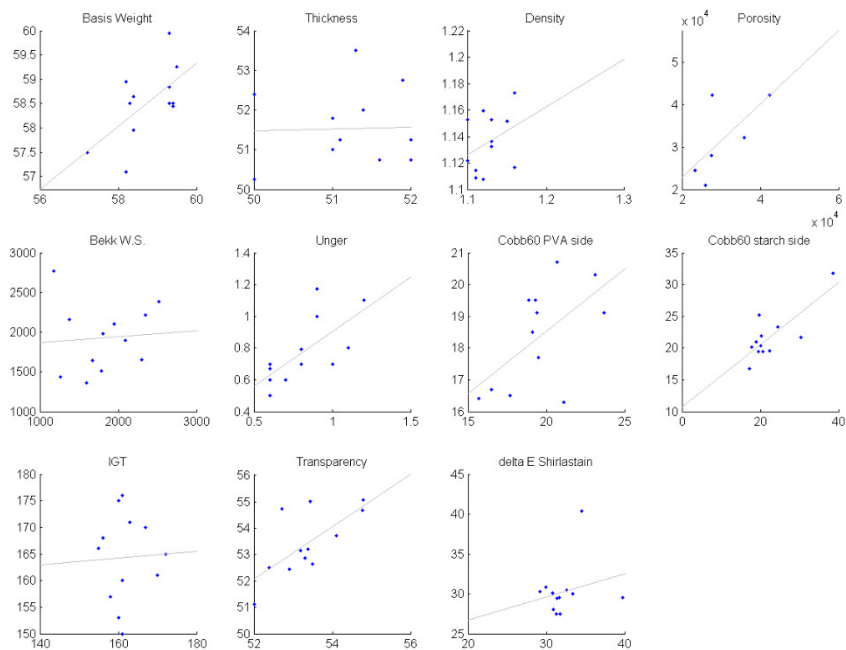 Basis Weight
60
59.5
59
58.5
58
57.5
57
56 58 60
Thickness
54
53
52
51
50
50 51 52
Density
1.22
1.2
1.18
1.16
1.14
1.12
1.1
1.1 1.2 1.3
x 10^4 Porosity
5
4
3
2
20 40 60
x 10^4
Bekk W.S.
3000
2500
2000
1500
1000
1000 2000 3000
Unger
1.4
1.2
1
0.8
0.6
0.4
0.5 1 1.5
Cobb60 PVA side
21
20
19
18
17
16
15 20 25
Cobb60 starch side
35
30
25
20
15
10
0 20 40
IGT
180
175
170
165
160
155
150
140 160 180
Transparency
56
55
54
53
52
51
50
52 54 56
delta E Shirlastain
45
40
35
30
25
20 30 40